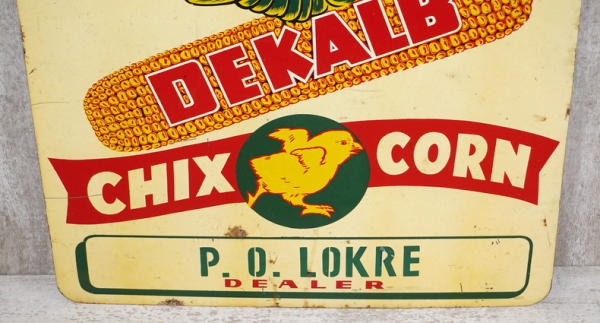 DEKALB
CHIX CORN
P. O. LOKRE
DEALER